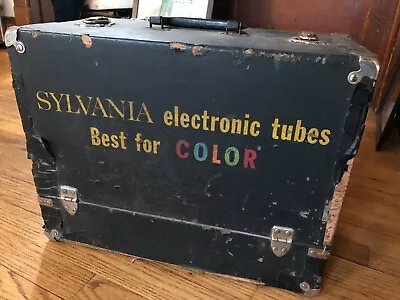 SYLVANIA electronic tubes
Best for COLOR